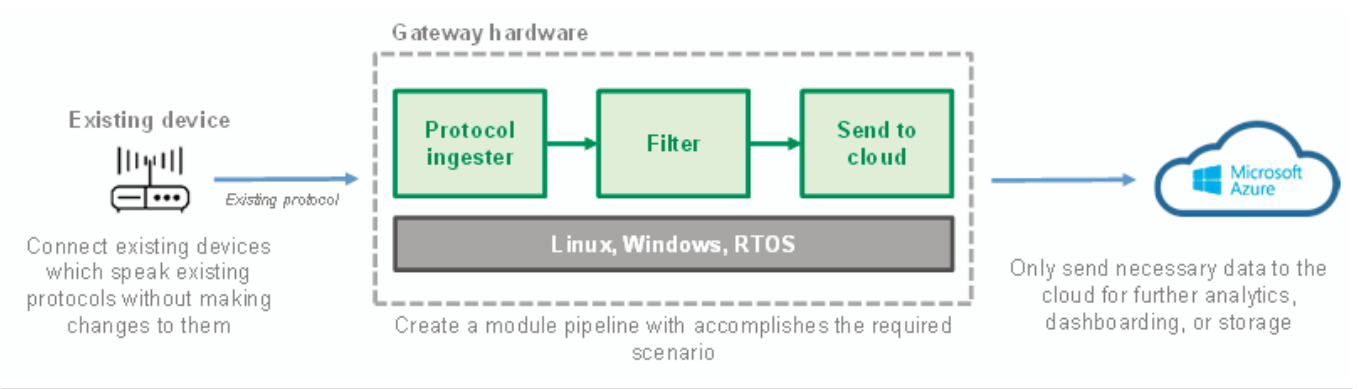 Gateway hardware
Existing device
Protocol
ingester
Filter
Send to
cloud
Existing protocol
Microsoft
Azure
Linux, Windows, RTOS
Connect existing devices
which speak existing
protocols without making
changes to them
Create a module pipeline with accomplishes the required
scenario
Only send necessary data to the
cloud for further analytics,
dashboarding, or storage